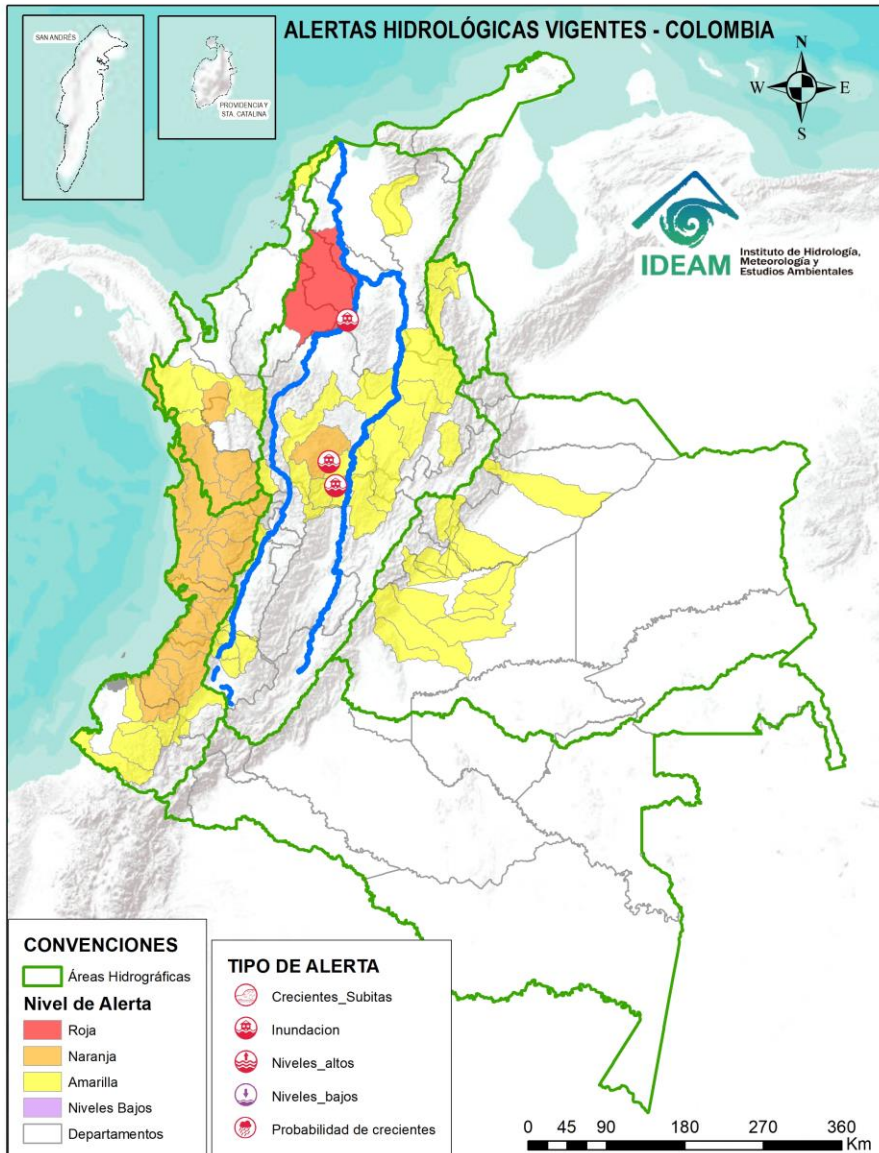 ALERTAS HIDROLÓGICAS VIGENTES - COLOMBIA
SAN ANDRÉS
PROVIDENCIA Y
STA. CATALINA
N
W
E
S
IDEAM
Instituto de Hidrología,
Meteorología y
Estudios Ambientales
CONVENCIONES
Áreas Hidrográficas
Nivel de Alerta
Roja
Naranja
Amarilla
Niveles Bajos
Departamentos
TIPO DE ALERTA
Crecientes_Subitas
Inundacion
Niveles_altos
Niveles_bajos
Probabilidad de crecientes
0 45 90 180 270 360
Km